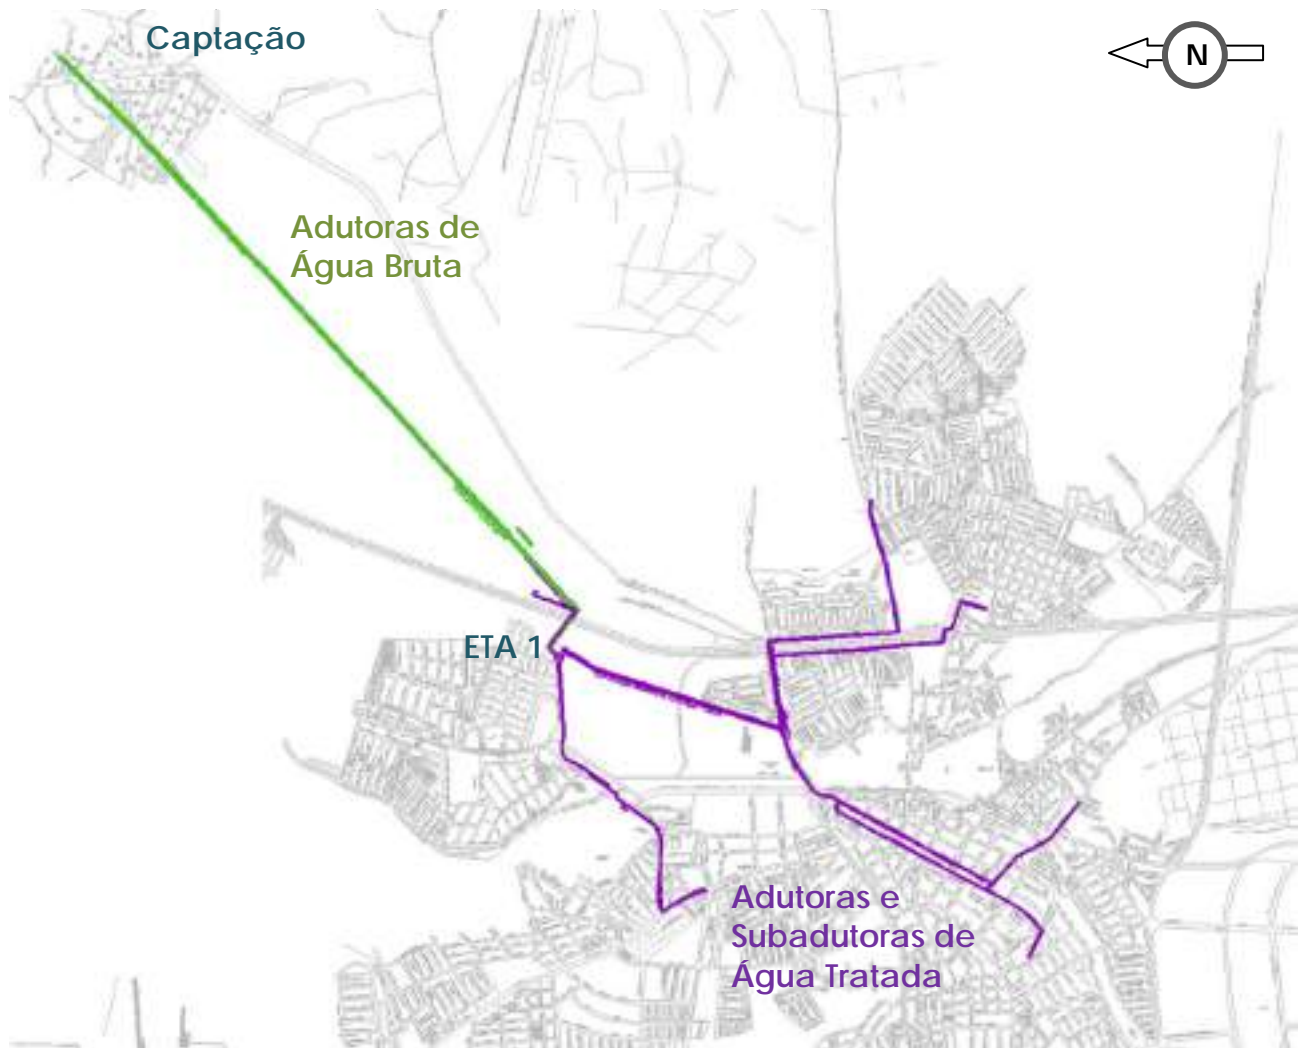 Captação
N
Adutoras de
Água Bruta
ETA 1
Adutoras e
Subadutoras de
Água Tratada